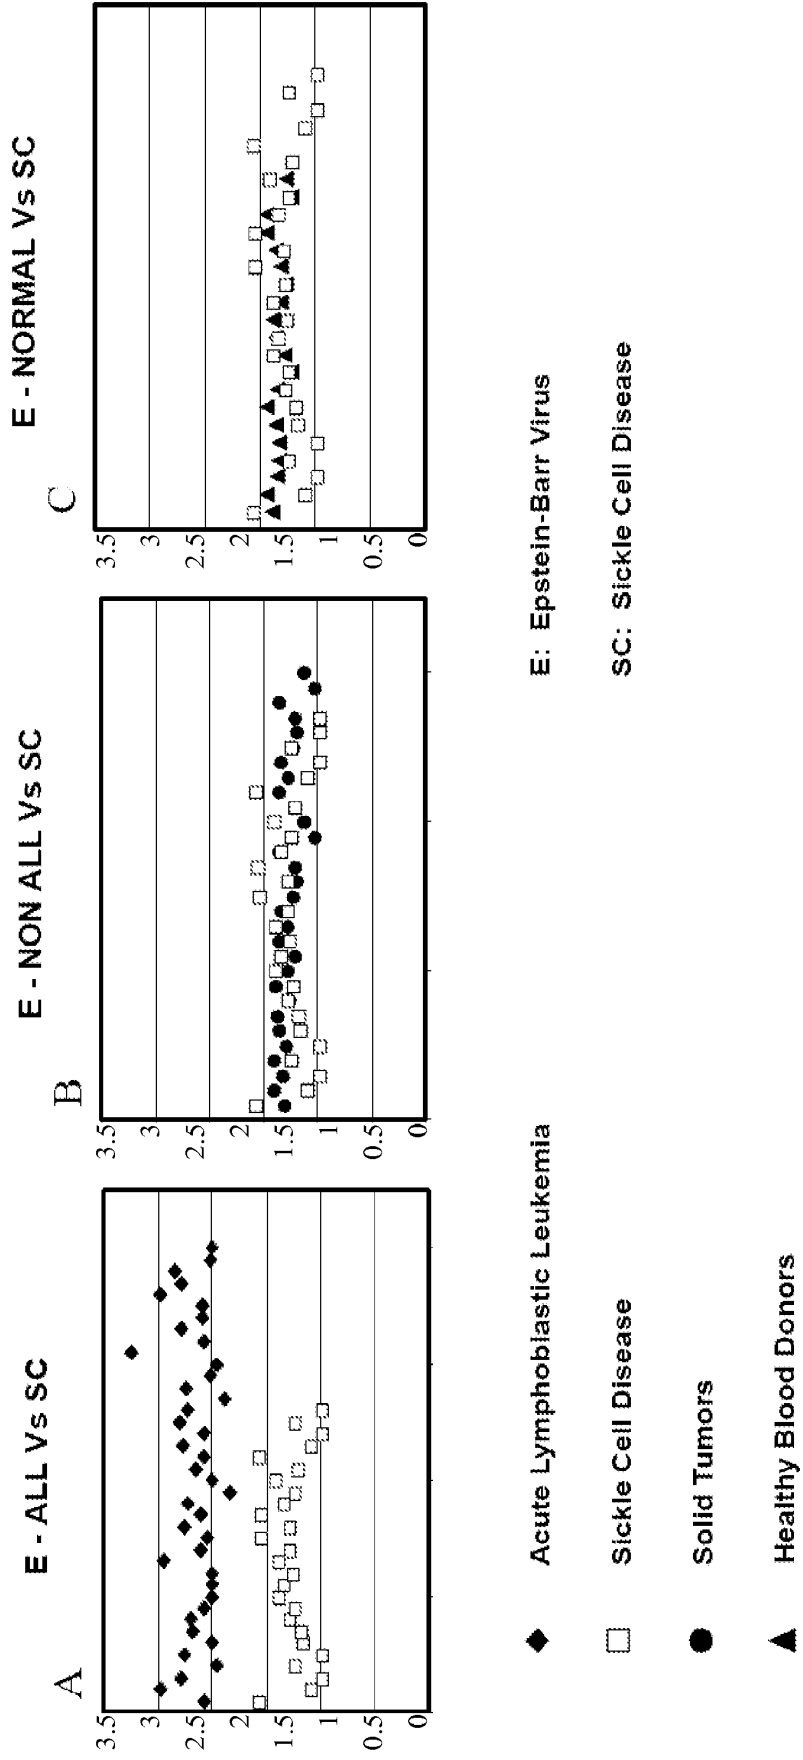 A
E - ALL Vs SC
3.5
3
2.5
2
1.5
1
0.5
0
B
E - NON ALL Vs SC
3.5
3
2.5
2
1.5
1
0.5
0
C
E - NORMAL Vs SC
3.5
3
2.5
2
1.5
1
0.5
0
Acute Lymphoblastic Leukemia
Sickle Cell Disease
Solid Tumors
Healthy Blood Donors
E: Epstein-Barr Virus
SC: Sickle Cell Disease